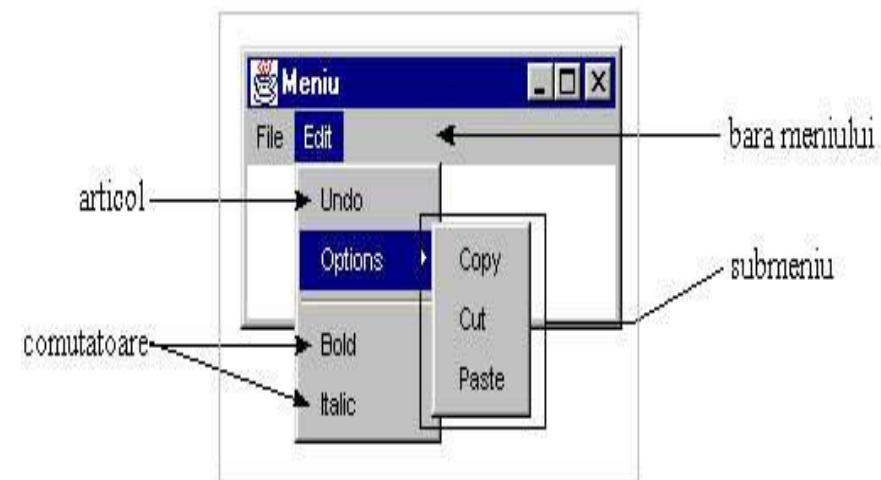 Meniu
File Edit
bara meniului
articol
Undo
Options
Copy
submeniu
Cut
comutatoare
Bold
Paste
Italic